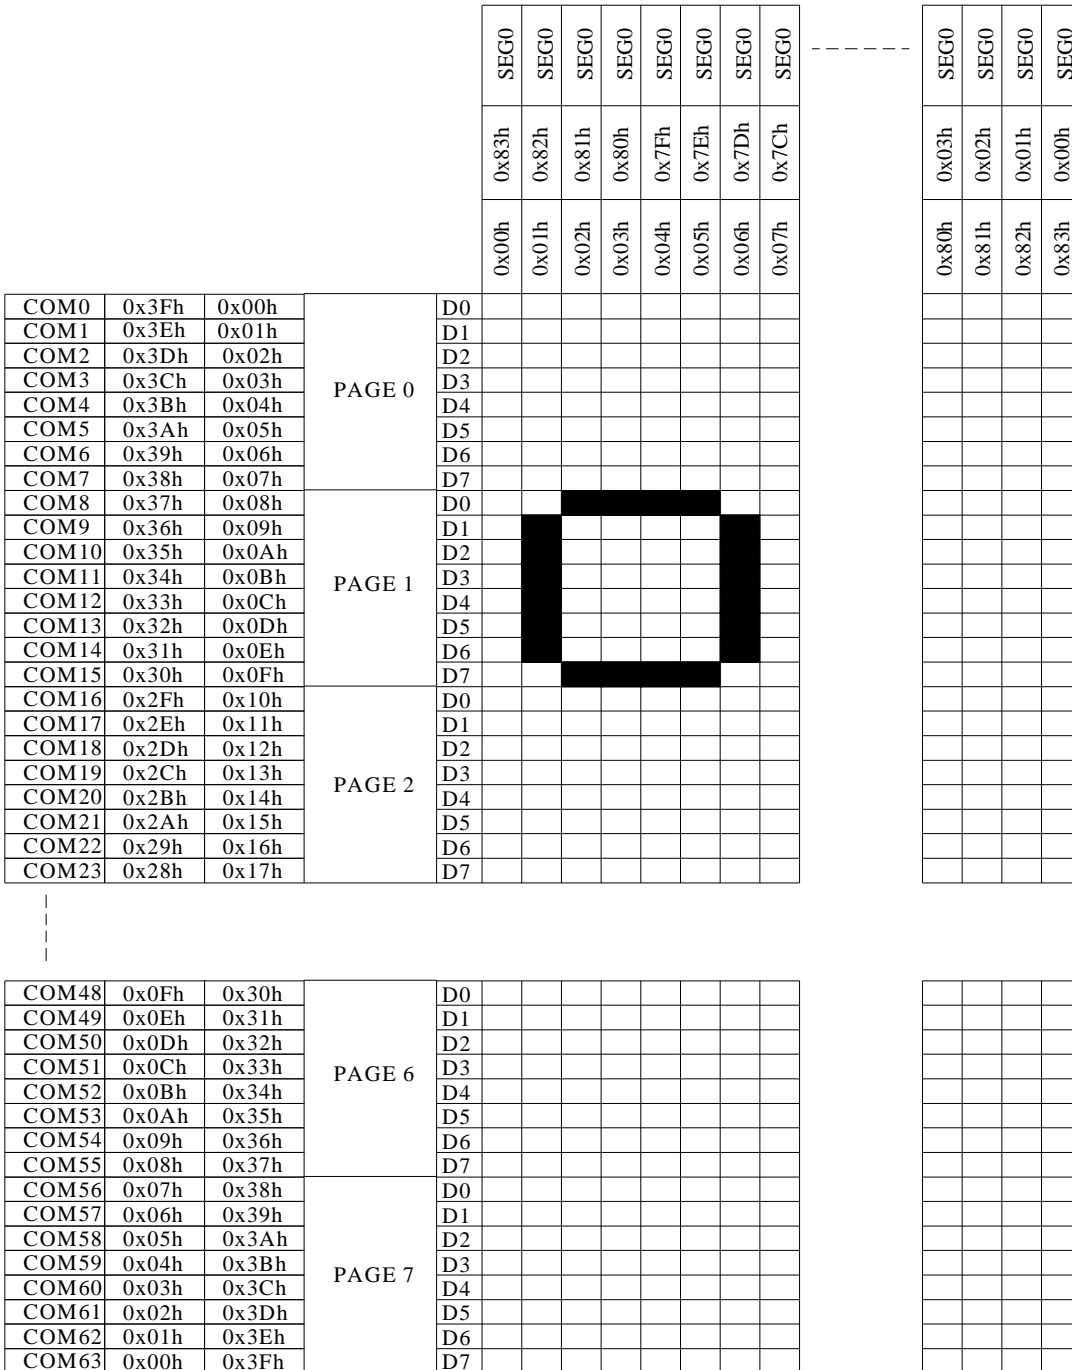 SEG0 SEG0 SEG0 SEG0 SEG0 SEG0 SEG0 SEG0 SEG0 SEG0 SEG0 SEG0
0x83h 0x82h 0x81h 0x80h 0x7Fh 0x7Eh 0x7Dh 0x7Ch 0x03h 0x02h 0x01h 0x00h
0x00h 0x01h 0x02h 0x03h 0x04h 0x05h 0x06h 0x07h 0x80h 0x81h 0x82h 0x83h
COM0 0x3Fh 0x00h D0
COM1 0x3Eh 0x01h D1
COM2 0x3Dh 0x02h D2
COM3 0x3Ch 0x03h D3
PAGE 0
COM4 0x3Bh 0x04h D4
COM5 0x3Ah 0x05h D5
COM6 0x39h 0x06h D6
COM7 0x38h 0x07h D7
COM8 0x37h 0x08h D0
COM9 0x36h 0x09h D1
COM10 0x35h 0x0Ah D2
COM11 0x34h 0x0Bh D3
PAGE 1
COM12 0x33h 0x0Ch D4
COM13 0x32h 0x0Dh D5
COM14 0x31h 0x0Eh D6
COM15 0x30h 0x0Fh D7
COM16 0x2Fh 0x10h D0
COM17 0x2Eh 0x11h D1
COM18 0x2Dh 0x12h D2
COM19 0x2Ch 0x13h D3
PAGE 2
COM20 0x2Bh 0x14h D4
COM21 0x2Ah 0x15h D5
COM22 0x29h 0x16h D6
COM23 0x28h 0x17h D7
COM48 0x0Fh 0x30h D0
COM49 0x0Eh 0x31h D1
COM50 0x0Dh 0x32h D2
COM51 0x0Ch 0x33h D3
PAGE 6
COM52 0x0Bh 0x34h D4
COM53 0x0Ah 0x35h D5
COM54 0x09h 0x36h D6
COM55 0x08h 0x37h D7
COM56 0x07h 0x38h D0
COM57 0x06h 0x39h D1
COM58 0x05h 0x3Ah D2
COM59 0x04h 0x3Bh D3
PAGE 7
COM60 0x03h 0x3Ch D4
COM61 0x02h 0x3Dh D5
COM62 0x01h 0x3Eh D6
COM63 0x00h 0x3Fh D7